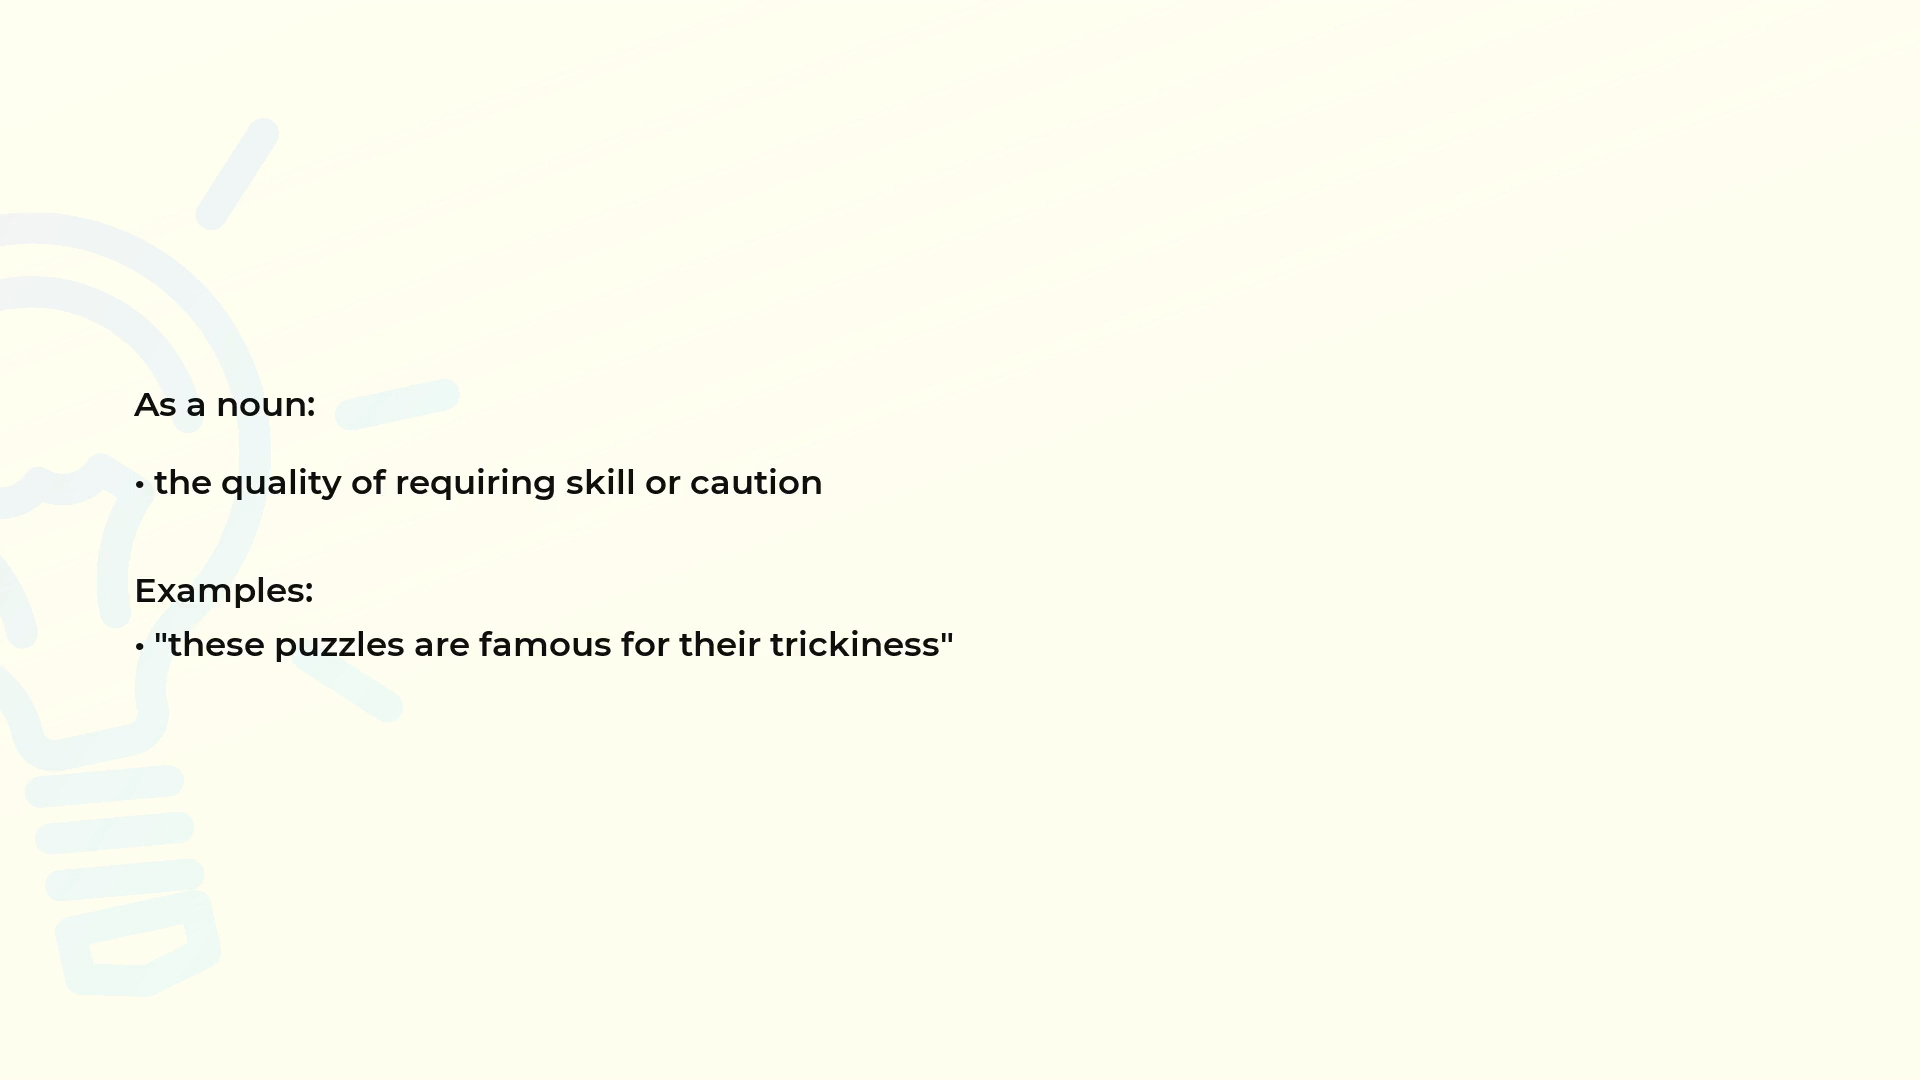 As a noun:
• the quality of requiring skill or caution
Examples:
• "these puzzles are famous for their trickiness"